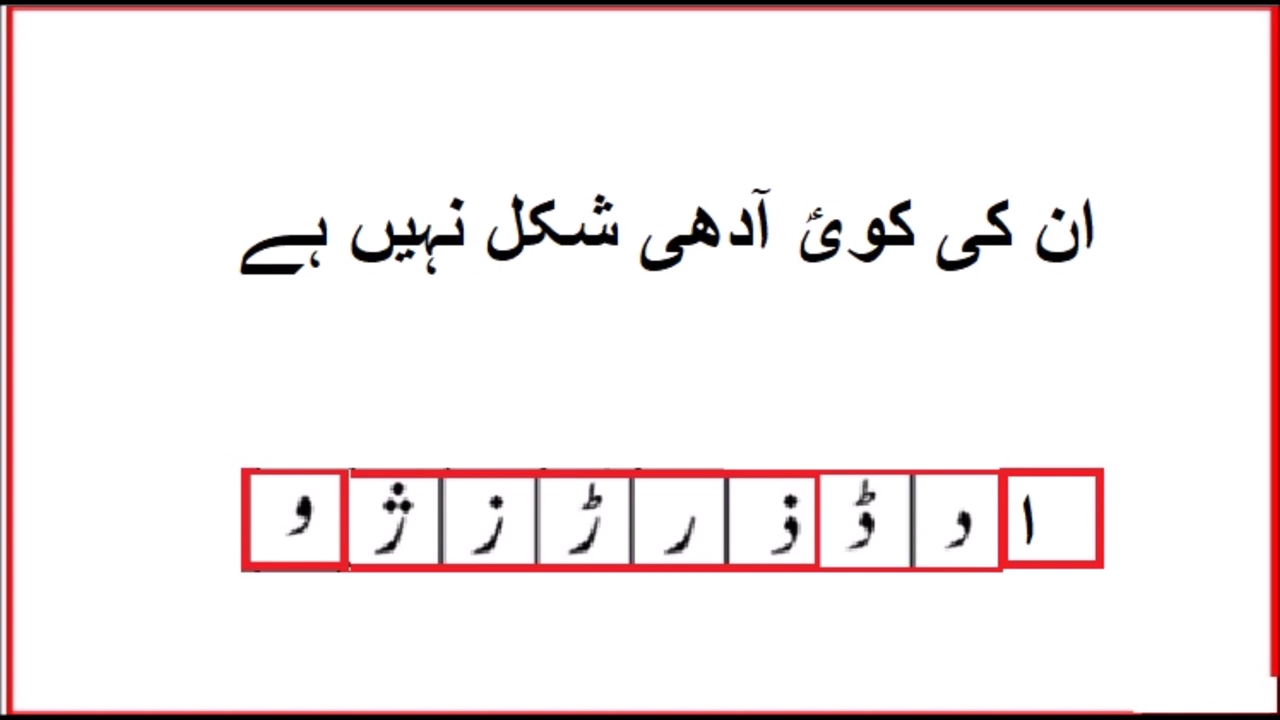 ان کی کوئ آدھی شکل نہیں ہے
ا د ڈ ذ ر ڑ ز ژ و